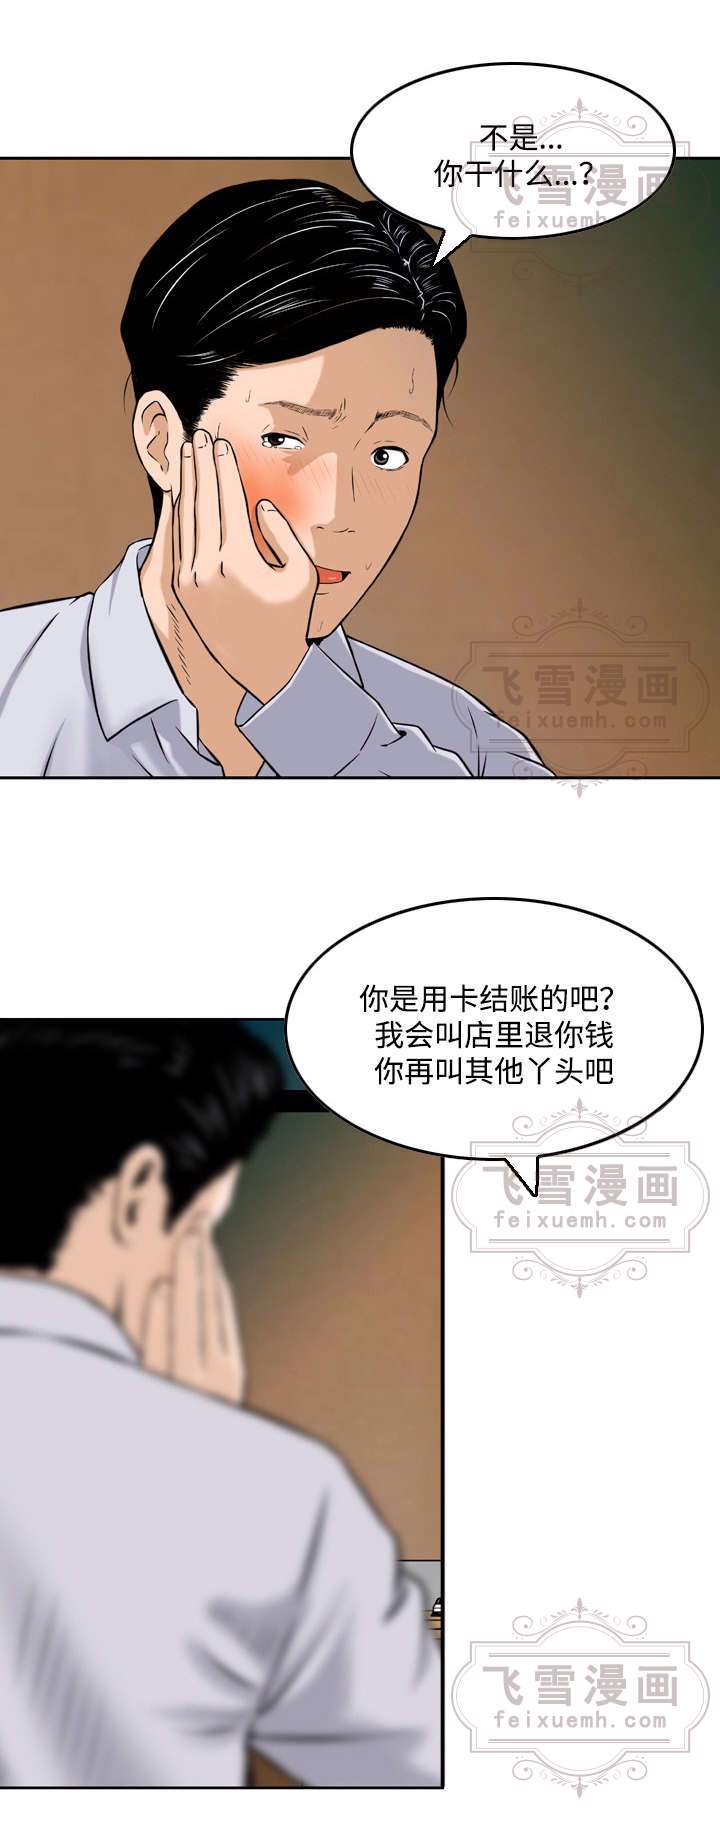 不是...
你干什么...?
飞雪漫画
feixuemh.com
飞雪漫画
feixuemh.com
你是用卡结账的吧?
我会叫店里退你钱
你再叫其他丫头吧
飞雪漫画
feixuemh.com
飞雪漫画
feixuemh.com